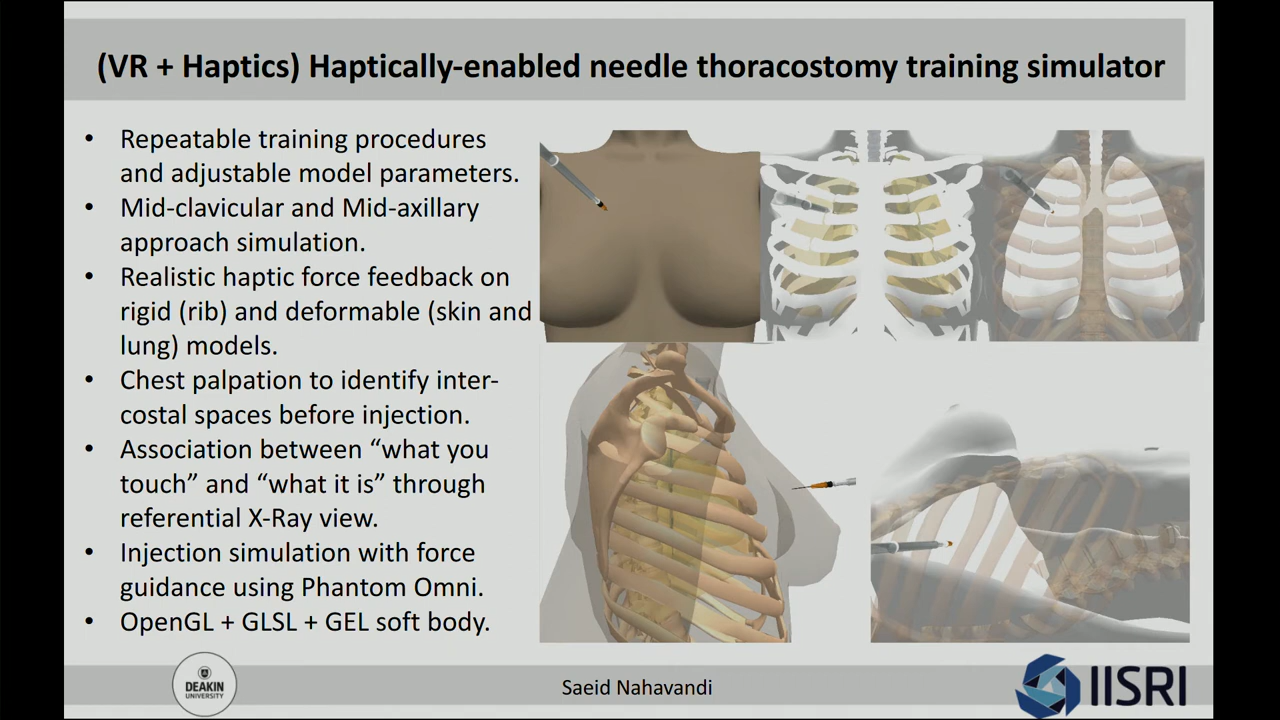 (VR + Haptics) Haptically-enabled needle thoracostomy training simulator
• Repeatable training procedures
and adjustable model parameters.
• Mid-clavicular and Mid-axillary
approach simulation.
• Realistic haptic force feedback on
rigid (rib) and deformable (skin and
lung) models.
• Chest palpation to identify inter-
costal spaces before injection.
• Association between “what you
touch” and “what it is” through
referential X-Ray view.
• Injection simulation with force
guidance using Phantom Omni.
• OpenGL + GLSL + GEL soft body.
DEAKIN
UNIVERSITY
Saeid Nahavandi
IISRI